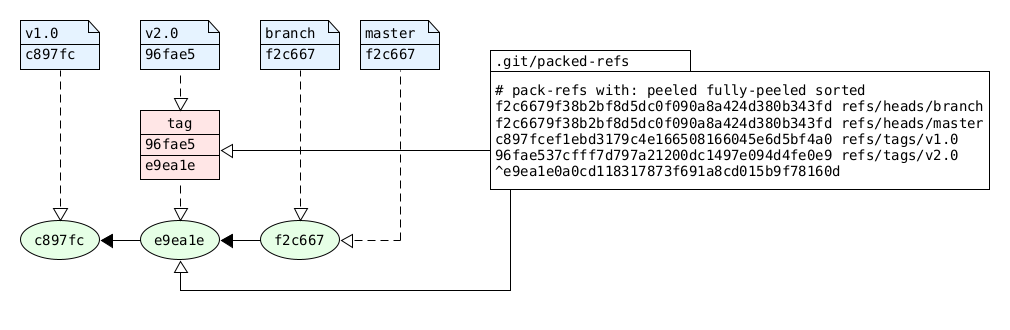 v1.0
c897fc
v2.0
96fae5
branch
f2c667
master
f2c667
tag
96fae5
e9ea1e
c897fc
e9ea1e
f2c667
.git/packed-refs
# pack-refs with: peeled fully-peeled sorted
f2c6679f38b2bf8d5dc0f090a8a424d380b343fd refs/heads/branch
f2c6679f38b2bf8d5dc0f090a8a424d380b343fd refs/heads/master
c897fcef1ebd3179c4e166508166045e6d5bf4a0 refs/tags/v1.0
96fae537cfff7d797a21200dc1497e094d4fe0e9 refs/tags/v2.0
^e9ea1e0a0cd118317873f691a8cd015b9f78160d